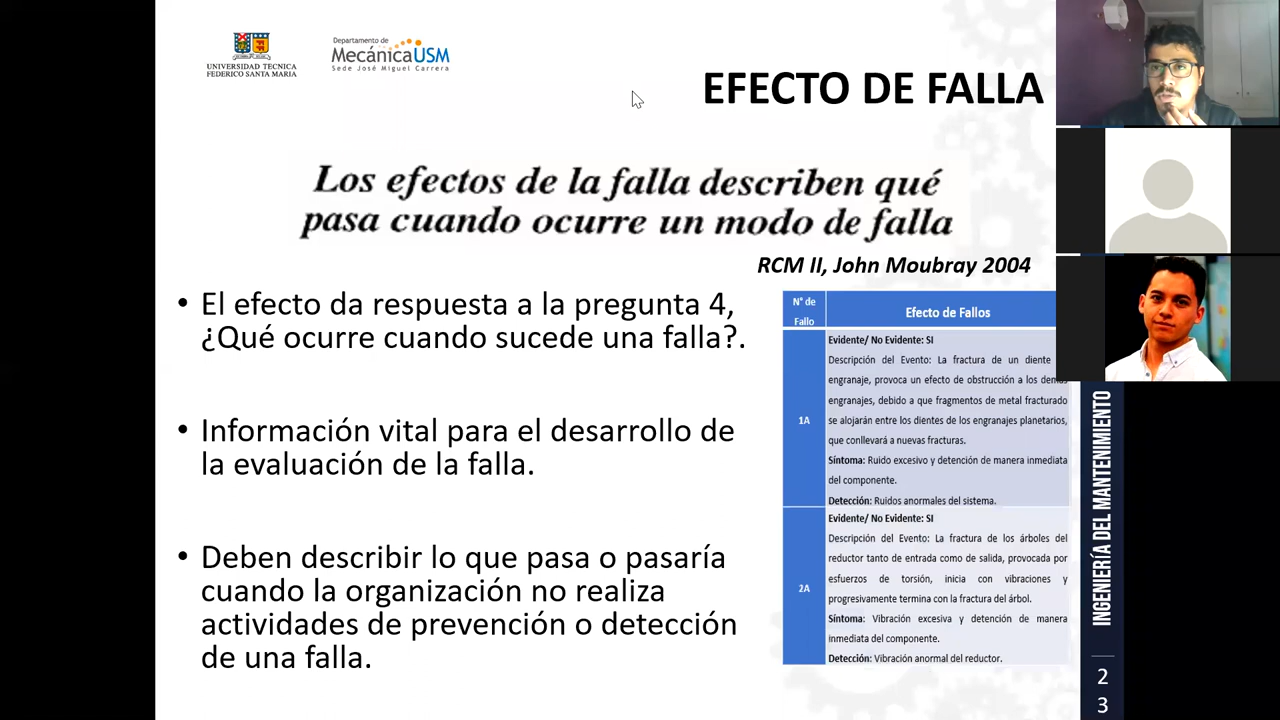 UNIVERSIDAD TECNICA
FEDERICO SANTA MARIA
Departamento de
MecánicaUSM
Sede José Miguel Carrera
EFECTO DE FALLA
Los efectos de la falla describen qué
pasa cuando ocurre un modo de falla
RCM II, John Moubray 2004
• El efecto da respuesta a la pregunta 4,
¿Qué ocurre cuando sucede una falla?.
• Información vital para el desarrollo de
la evaluación de la falla.
• Deben describir lo que pasa o pasaría
cuando la organización no realiza
actividades de prevención o detección
de una falla.
N° de
Fallo
Efecto de Fallos
1A
Evidente/ No Evidente: SI
Descripción del Evento: La fractura de un diente
engranaje, provoca un efecto de obstrucción a los demás
engranajes, debido a que fragmentos de metal fracturado
se alojarán entre los dientes de los engranajes planetarios,
que conllevará a nuevas fracturas.
Síntoma: Ruido excesivo y detención de manera inmediata
del componente.
Detección: Ruidos anormales del sistema.
2A
Evidente/ No Evidente: SI
Descripción del Evento: La fractura de los árboles del
reductor tanto de entrada como de salida, provocada por
esfuerzos de torsión, inicia con vibraciones y
progresivamente termina con la fractura del árbol.
Síntoma: Vibración excesiva y detención de manera
inmediata del componente.
Detección: Vibración anormal del reductor.
INGENIERÍA DEL MANTENIMIENTO
2
3